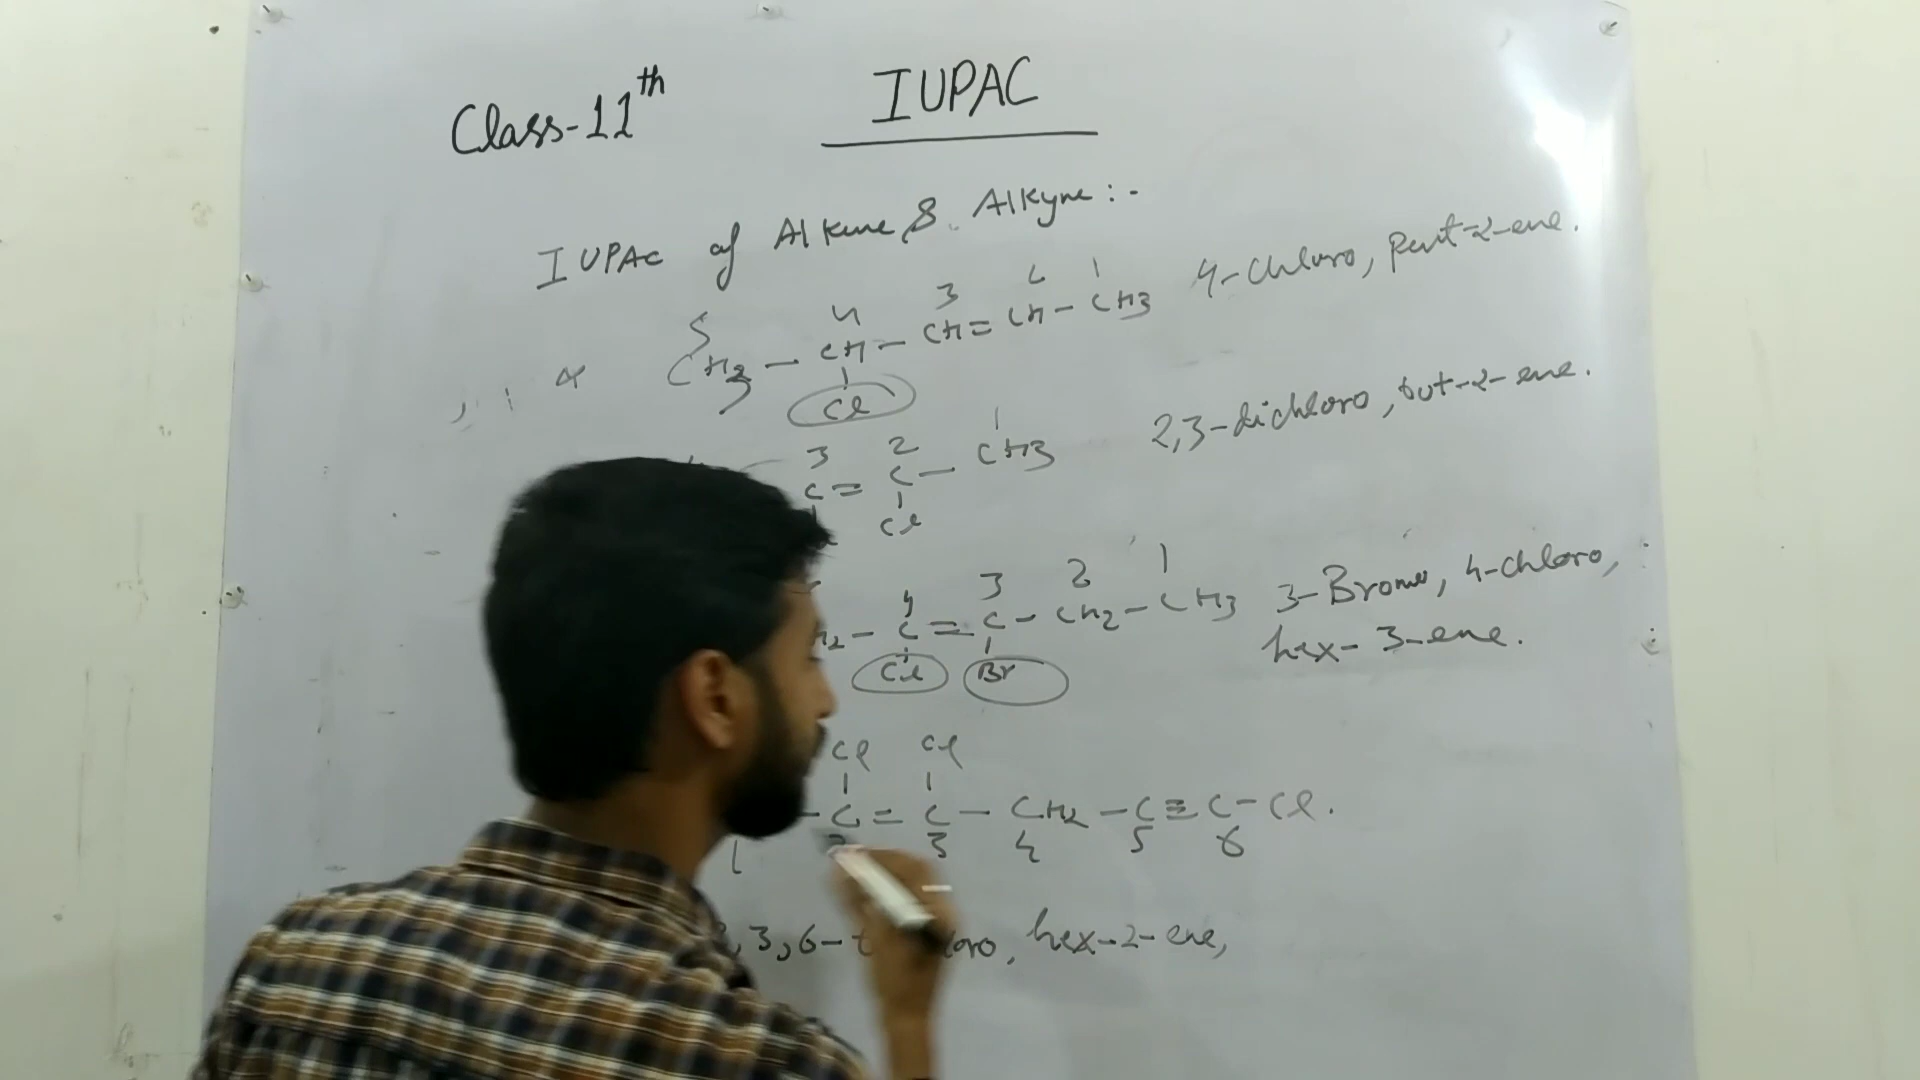 Class-11th
IUPAC
IUPAC of Alkene & Alkyne :-
5 4 3 2 1
CH3 - CH - CH = CH - CH3 4-chloro, pent-2-ene.
Cl
3 2 1
C = C - CH3 2,3-dichloro, but-2-ene.
Cl
4 3 2 1
H2 - C = C - CH2 - CH3 3-Bromo, 4-chloro,
Cl Br hex-3-ene.
Cl Cl
- C = C - CH2 - C ≡ C - Cl.
1 2 3 4 5 6
,3,6-t loro, hex-2-ene,